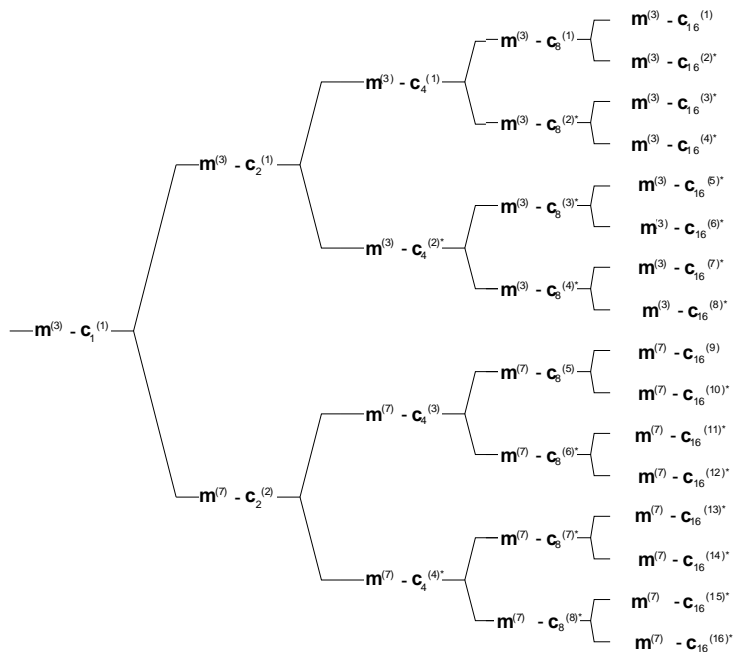 m(3) - c16(1)
m(3) - c8(1)
m(3) - c16(2)*
m(3) - c4(1)
m(3) - c16(3)*
m(3) - c8(2)*
m(3) - c16(4)*
m(3) - c2(1)
m(3) - c16(5)*
m(3) - c8(3)*
m(3) - c16(6)*
m(3) - c4(2)*
m(3) - c16(7)*
m(3) - c8(4)*
m(3) - c16(8)*
m(3) - c1(1)
m(7) - c16(9)
m(7) - c8(5)
m(7) - c16(10)*
m(7) - c4(3)
m(7) - c16(11)*
m(7) - c8(6)*
m(7) - c16(12)*
m(7) - c2(2)
m(7) - c16(13)*
m(7) - c8(7)*
m(7) - c16(14)*
m(7) - c4(4)*
m(7) - c16(15)*
m(7) - c8(8)*
m(7) - c16(16)*